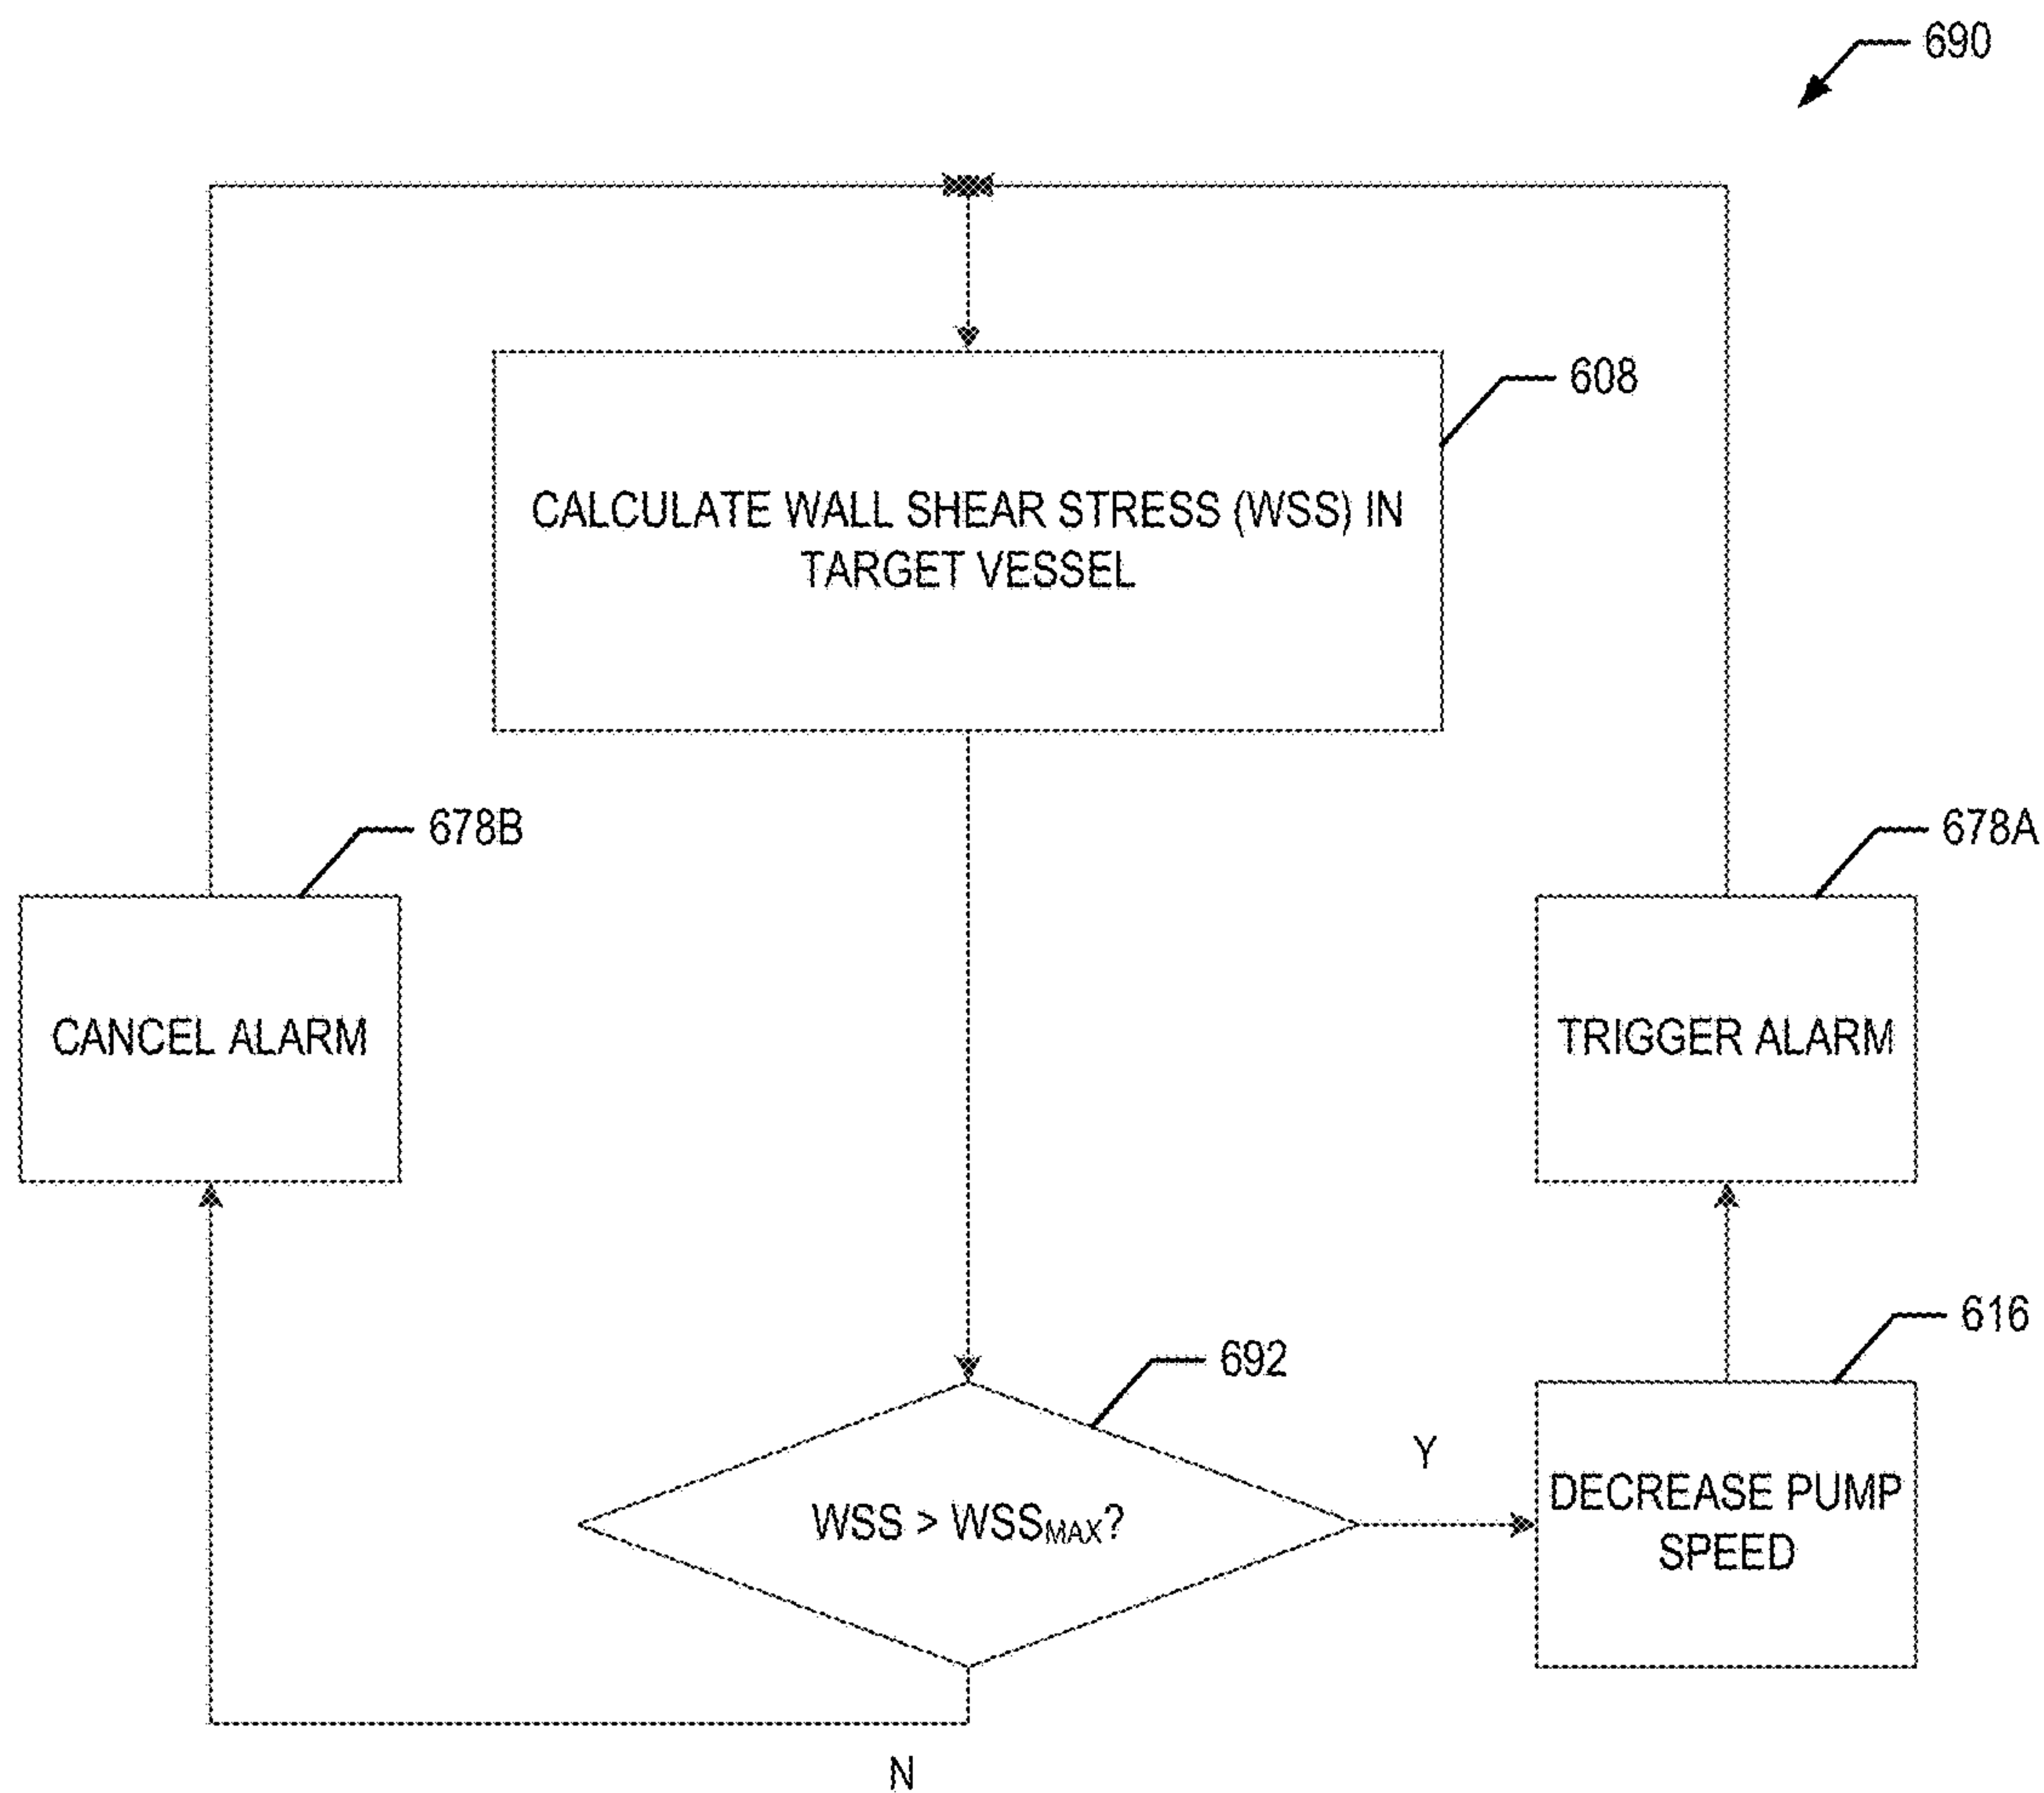 690
608
CALCULATE WALL SHEAR STRESS (WSS) IN
TARGET VESSEL
678B
678A
CANCEL ALARM
TRIGGER ALARM
616
692
Y
DECREASE PUMP
SPEED
WSS > WSSMAX?
N